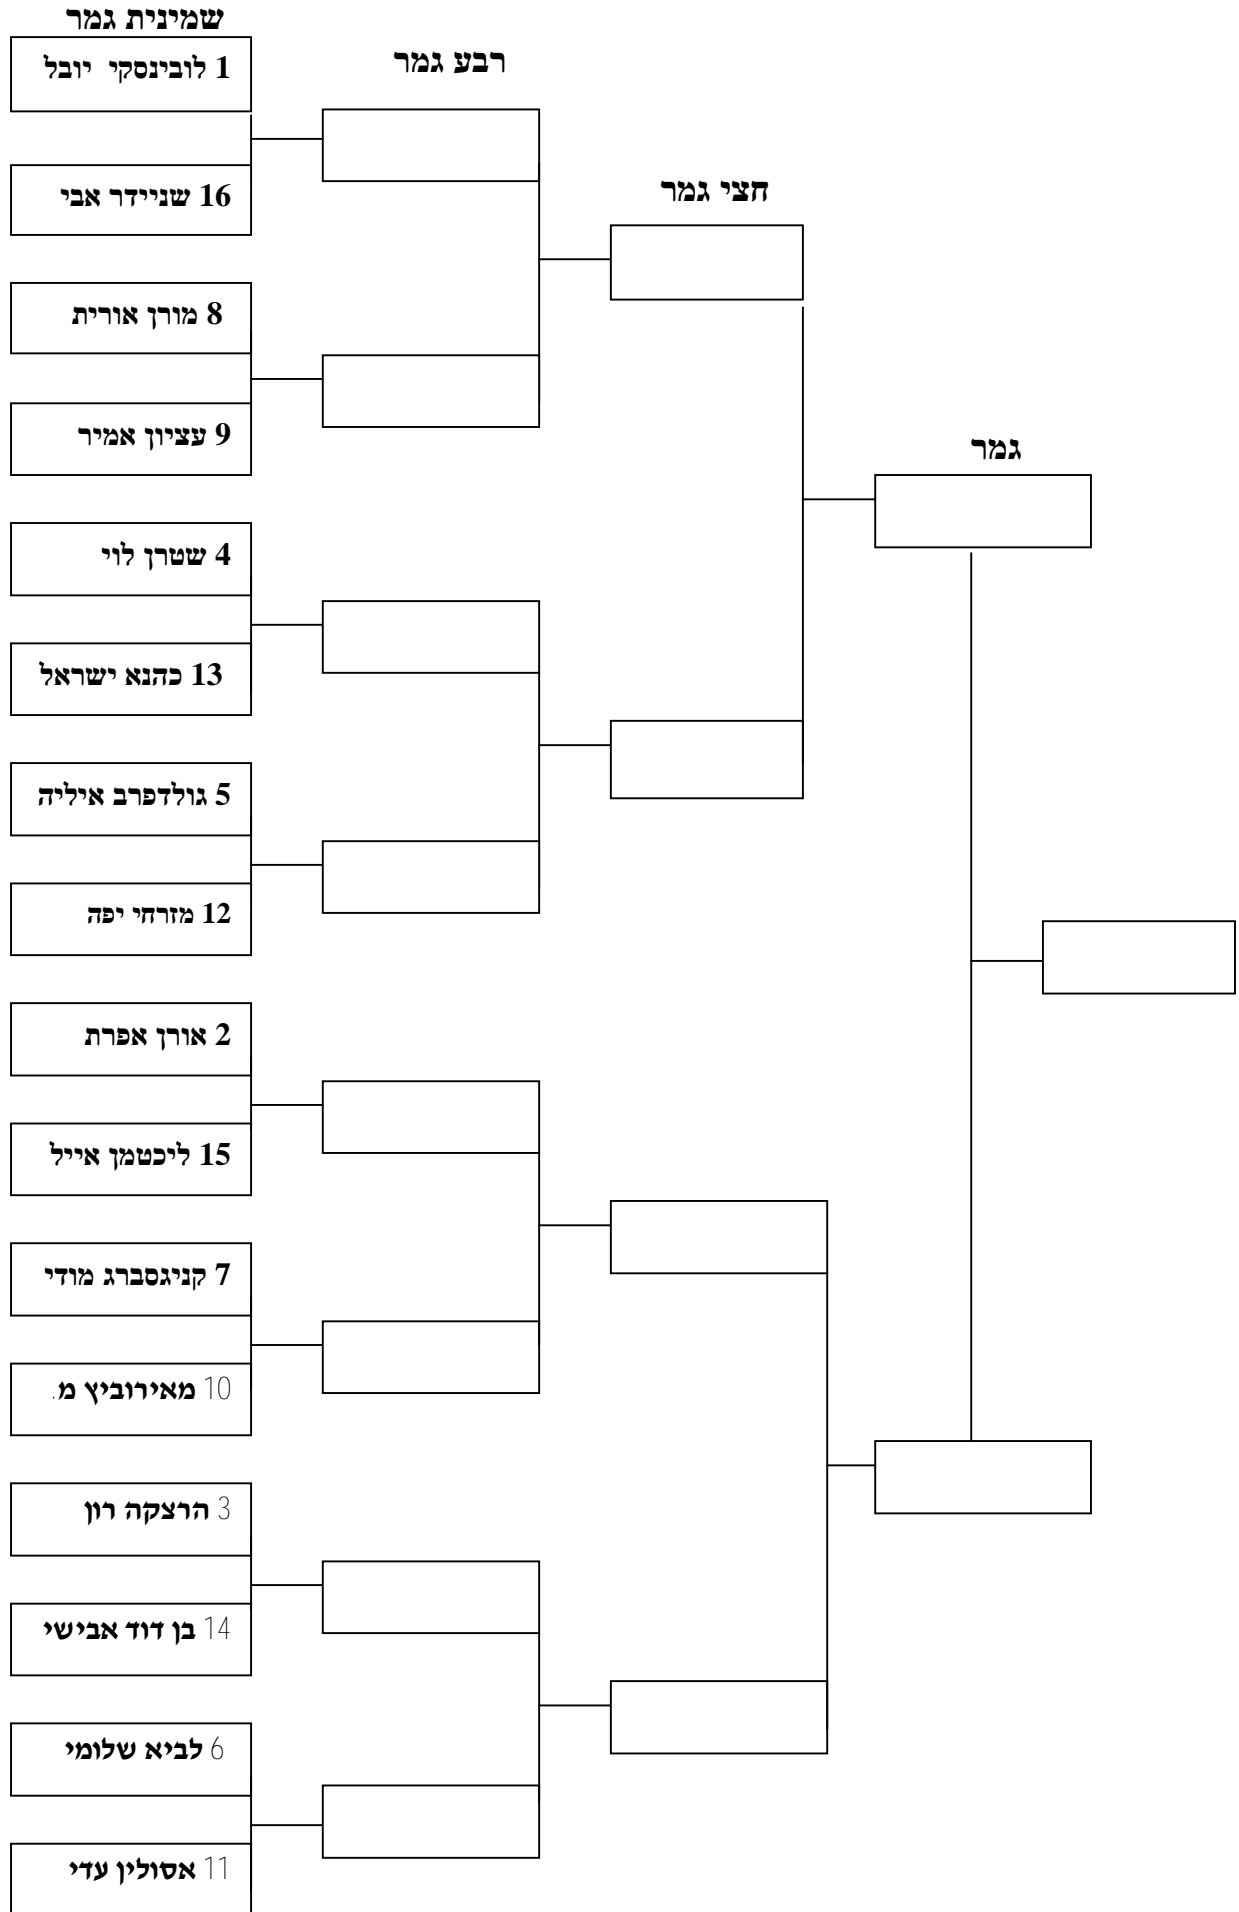 שמינית גמר
1 לובינסקי יובל
רבע גמר
16 שניידר אבי
חצי גמר
8 מורן אורית
9 עציון אמיר
גמר
4 שטרן לוי
13 כהנא ישראל
5 גולדפרב איליה
12 מזרחי יפה
2 אורן אפרת
15 ליכטמן אייל
7 קניגסברג מודי
10 מאירוביץ מ.
3 הרצקה רון
14 בן דוד אבישי
6 לביא שלומי
11 אסולין עדי